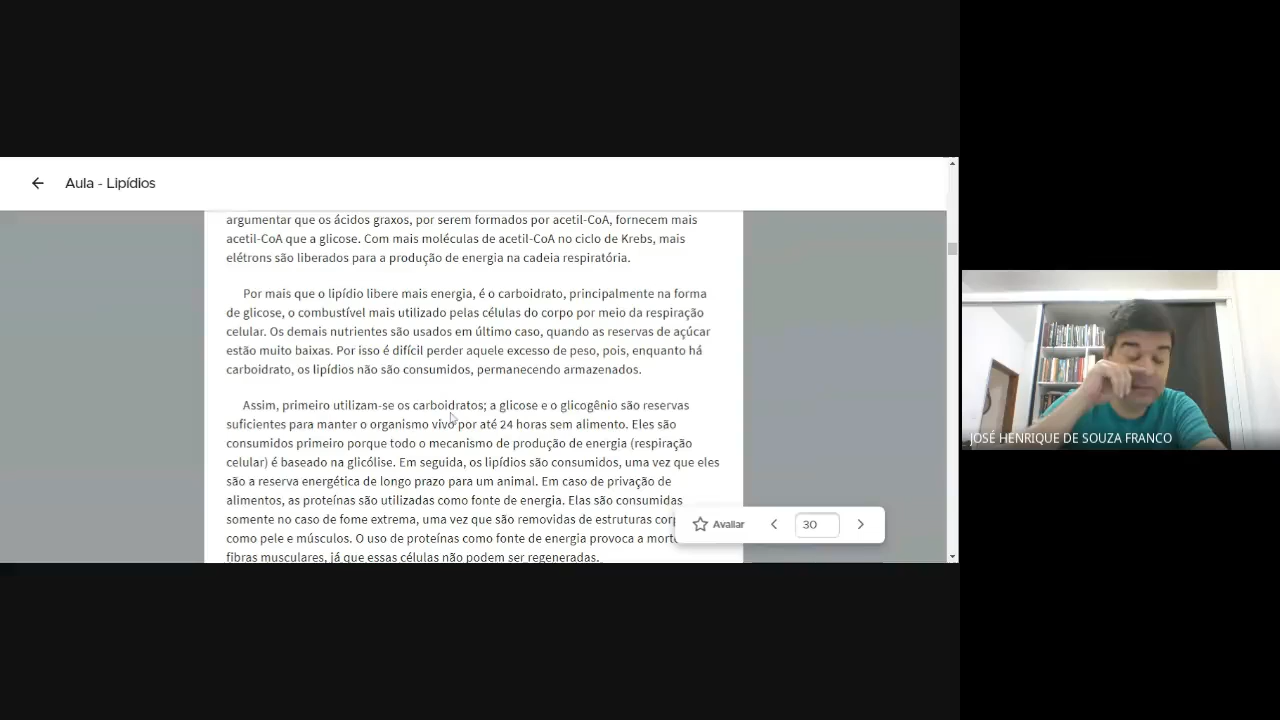 Aula - Lipídios
argumentar que os ácidos graxos, por serem formados por acetil-CoA, fornecem mais
acetil-CoA que a glicose. Com mais moléculas de acetil-CoA no ciclo de Krebs, mais
elétrons são liberados para a produção de energia na cadeia respiratória.
Por mais que o lipídio libere mais energia, é o carboidrato, principalmente na forma
de glicose, o combustível mais utilizado pelas células do corpo por meio da respiração
celular. Os demais nutrientes são usados em último caso, quando as reservas de açúcar
estão muito baixas. Por isso é difícil perder aquele excesso de peso, pois, enquanto há
carboidrato, os lipídios não são consumidos, permanecendo armazenados.
Assim, primeiro utilizam-se os carboidratos; a glicose e o glicogênio são reservas
suficientes para manter o organismo vivo por até 24 horas sem alimento. Eles são
consumidos primeiro porque todo o mecanismo de produção de energia (respiração
celular) é baseado na glicólise. Em seguida, os lipídios são consumidos, uma vez que eles
são a reserva energética de longo prazo para um animal. Em caso de privação de
alimentos, as proteínas são utilizadas como fonte de energia. Elas são consumidas
somente no caso de fome extrema, uma vez que são removidas de estruturas
como pele e músculos. O uso de proteínas como fonte de energia provoca a
fibras musculares, já que essas células não podem ser regeneradas.
Avaliar
30
JOSÉ HENRIQUE DE SOUZA FRANCO